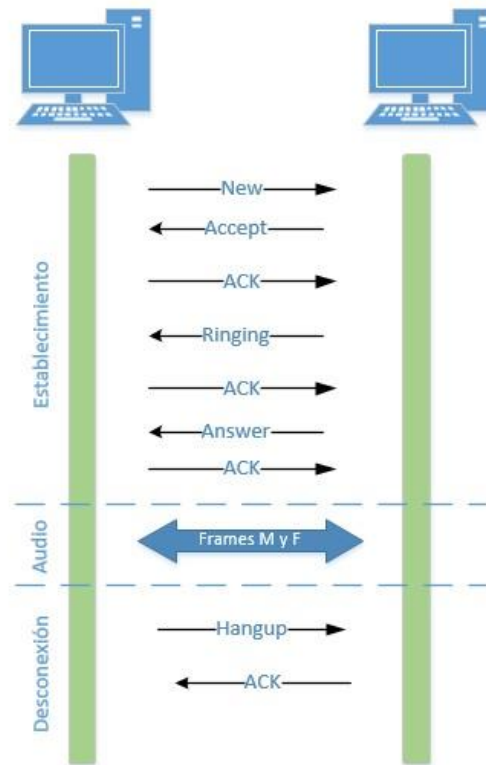 New
Accept
ACK
Ringing
ACK
Answer
ACK
Establecimiento
Frames M y F
Audio
Hangup
ACK
Desconexión